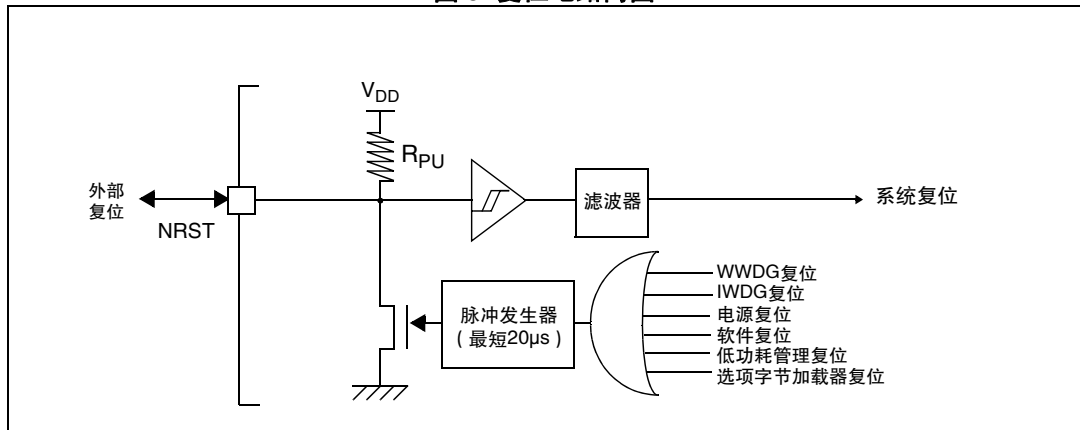 V_DD
R_PU
外部
复位
NRST
滤波器
系统复位
脉冲发生器
( 最短20μs )
WWDG复位
IWDG复位
电源复位
软件复位
低功耗管理复位
选项字节加载器复位